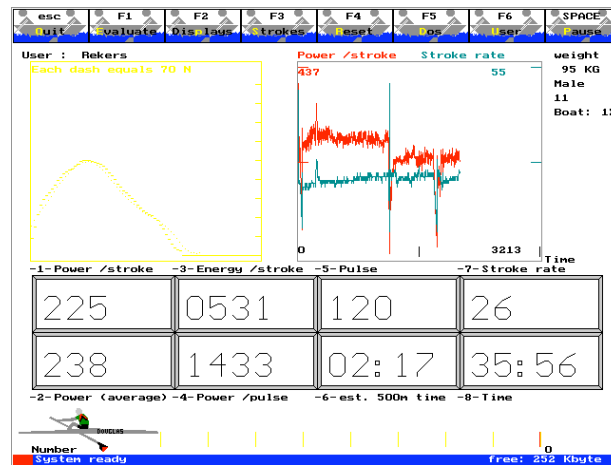 esc F1 F2 F3 F4 F5 F6 SPACE
Quit Evaluate Displays Strokes Reset Dos User Pause
User : Rekers Power /stroke Stroke rate weight
Each dash equals 70 N 437 55 95 KG
Male
11
Boat: 1
0 3213
Time
-1-Power /stroke -3-Energy /stroke -5-Pulse -7-Stroke rate
225 0531 120 26
238 1433 02:17 35:56
-2-Power (average) -4-Power /pulse -6-est. 500m time -8-Time
DOUGLAS
Number 0
System ready free: 252 Kbyte